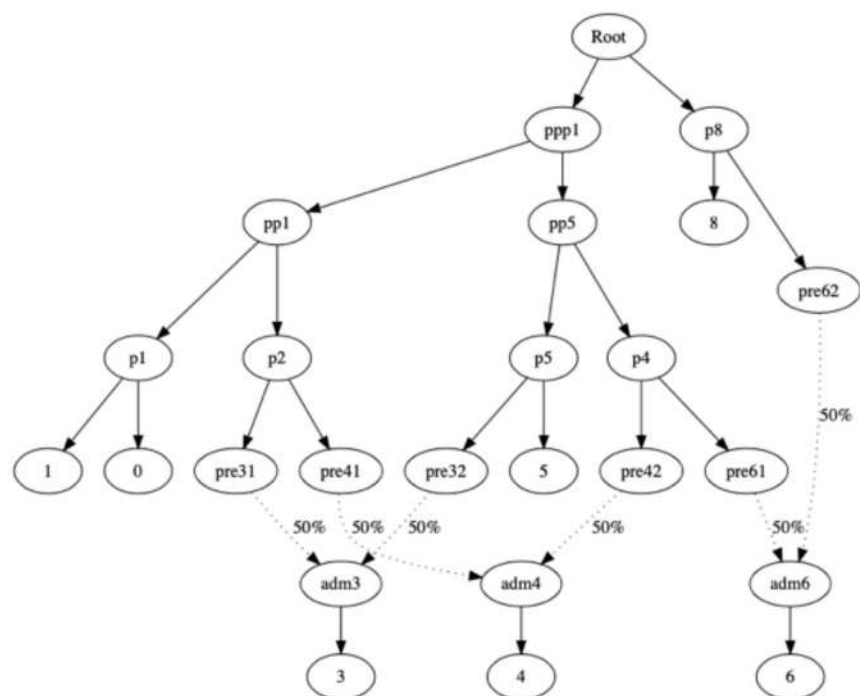 Root
ppp1
p8
pp1
pp5
8
pre62
p1
p2
p5
p4
50%
1
0
pre31
pre41
pre32
5
pre42
pre61
50%
50%
50%
50%
50%
adm3
adm4
adm6
3
4
6